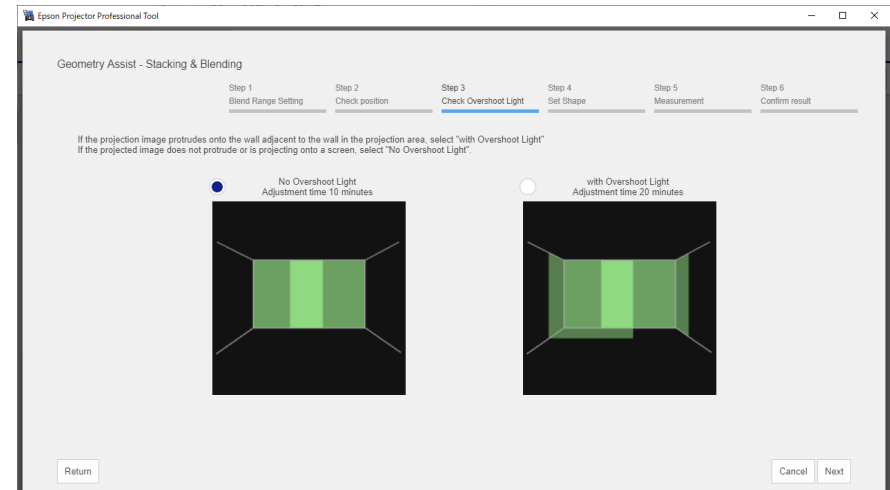 Epson Projector Professional Tool
Geometry Assist - Stacking & Blending
Step 1
Blend Range Setting
Step 2
Check position
Step 3
Check Overshoot Light
Step 4
Set Shape
Step 5
Measurement
Step 6
Confirm result
If the projection image protrudes onto the wall adjacent to the wall in the projection area, select "with Overshoot Light"
If the projected image does not protrude or is projecting onto a screen, select "No Overshoot Light".
No Overshoot Light
Adjustment time 10 minutes
with Overshoot Light
Adjustment time 20 minutes
Return
Cancel
Next